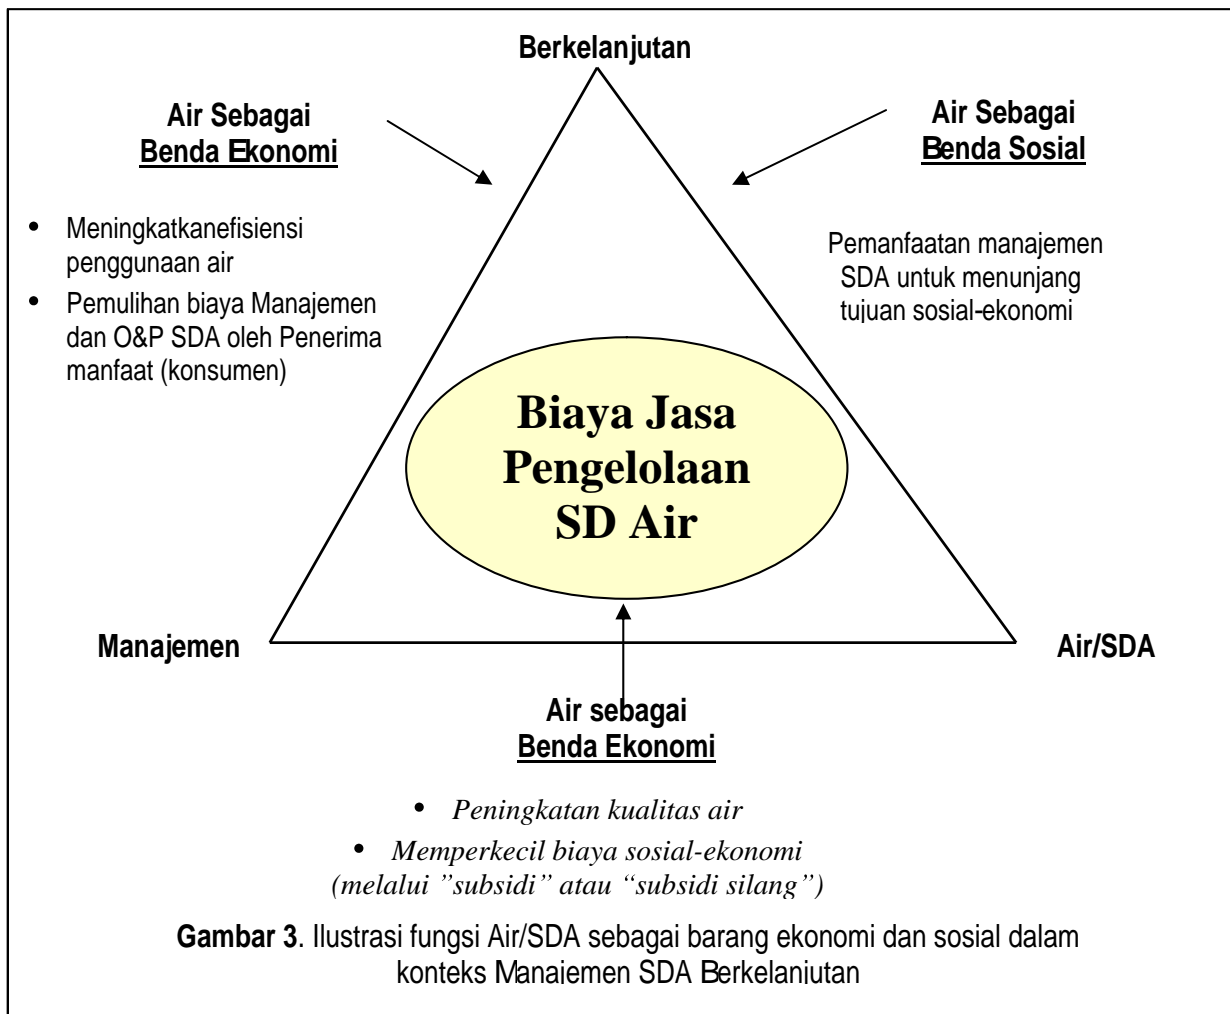 Berkelanjutan
Air Sebagai
Benda Ekonomi
• Meningkatkanefisiensi
penggunaan air
• Pemulihan biaya Manajemen
dan O&P SDA oleh Penerima
manfaat (konsumen)
Air Sebagai
Benda Sosial
Pemanfaatan manajemen
SDA untuk menunjang
tujuan sosial-ekonomi
Biaya Jasa
Pengelolaan
SD Air
Manajemen
Air/SDA
Air sebagai
Benda Ekonomi
• Peningkatan kualitas air
• Memperkecil biaya sosial-ekonomi
(melalui ”subsidi” atau “subsidi silang”)
Gambar 3. Ilustrasi fungsi Air/SDA sebagai barang ekonomi dan sosial dalam
konteks Manajemen SDA Berkelanjutan